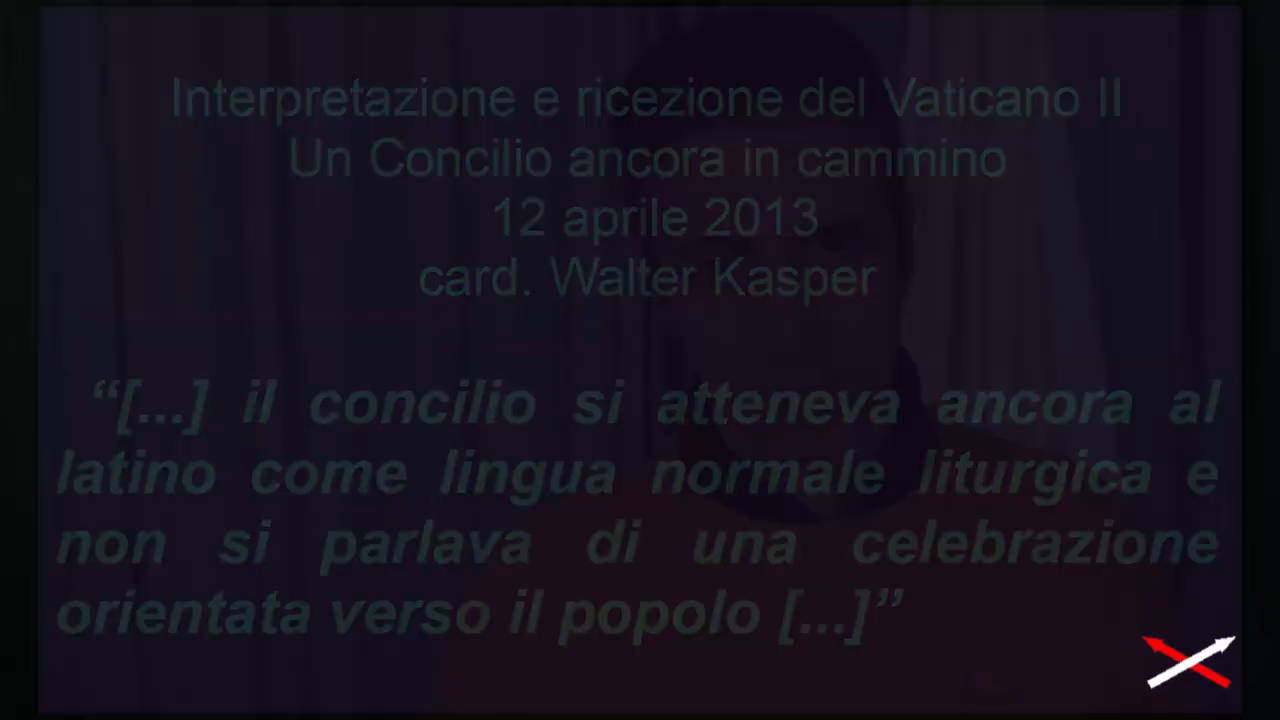 Interpretazione e ricezione del Vaticano II
Un Concilio ancora in cammino
12 aprile 2013
card. Walter Kasper
“[...] il concilio si atteneva ancora al
latino come lingua normale liturgica e
non si parlava di una celebrazione
orientata verso il popolo [...]”